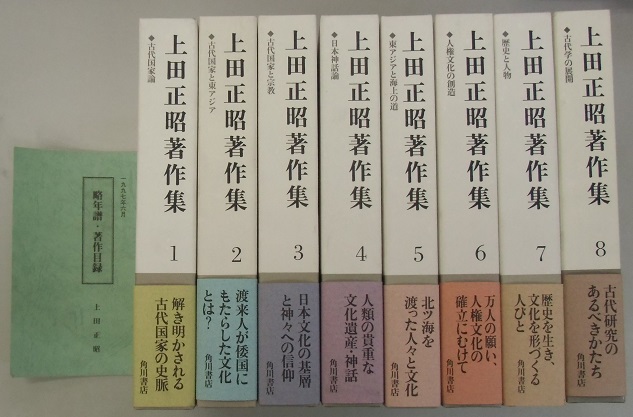 一九九七年六月
略年譜・著作目録
上田正昭
上田正昭著作集
◆古代国家論
1
解き明かされる
古代国家の史脈
角川書店
上田正昭著作集
◆古代国家と東アジア
2
渡来人が倭国に
もたらした文化
とは?
角川書店
上田正昭著作集
◆古代国家と宗教
3
日本文化の基層
と神々への信仰
角川書店
上田正昭著作集
◆日本神話論
4
人類の貴重な
文化遺産・神話
角川書店
上田正昭著作集
◆東アジアと海上の道
5
北ツ海を
渡った人々と文化
角川書店
上田正昭著作集
◆人権文化の創造
6
万人の願い、
人権文化の
確立にむけて
角川書店
上田正昭著作集
◆歴史と人物
7
歴史を生き、
文化を形づくる
人びと
角川書店
上田正昭著作集
◆古代学の展開
8
古代研究の
あるべきかたち
角川書店